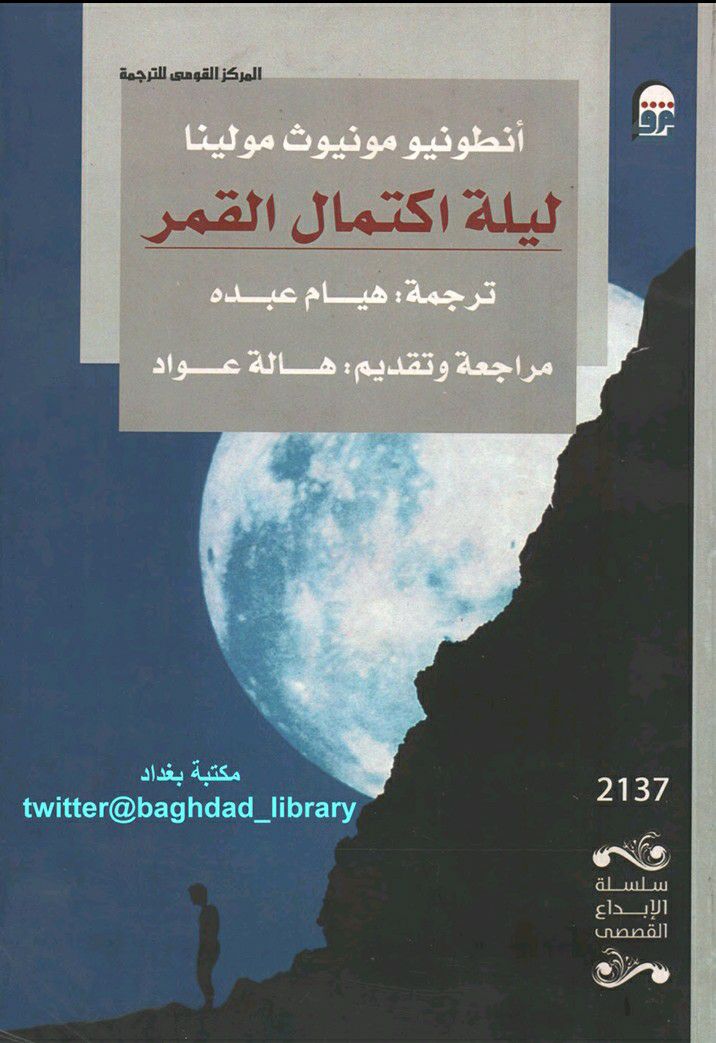 المركز القومى للترجمة
أنطونيو مونيوث مولينا
ليلة اكتمال القمر
ترجمة: هيام عبده
مراجعة وتقديم: هالة عواد
مكتبة بغداد
twitter@baghdad_library
2137
سلسلة
الإبداع
القصصى